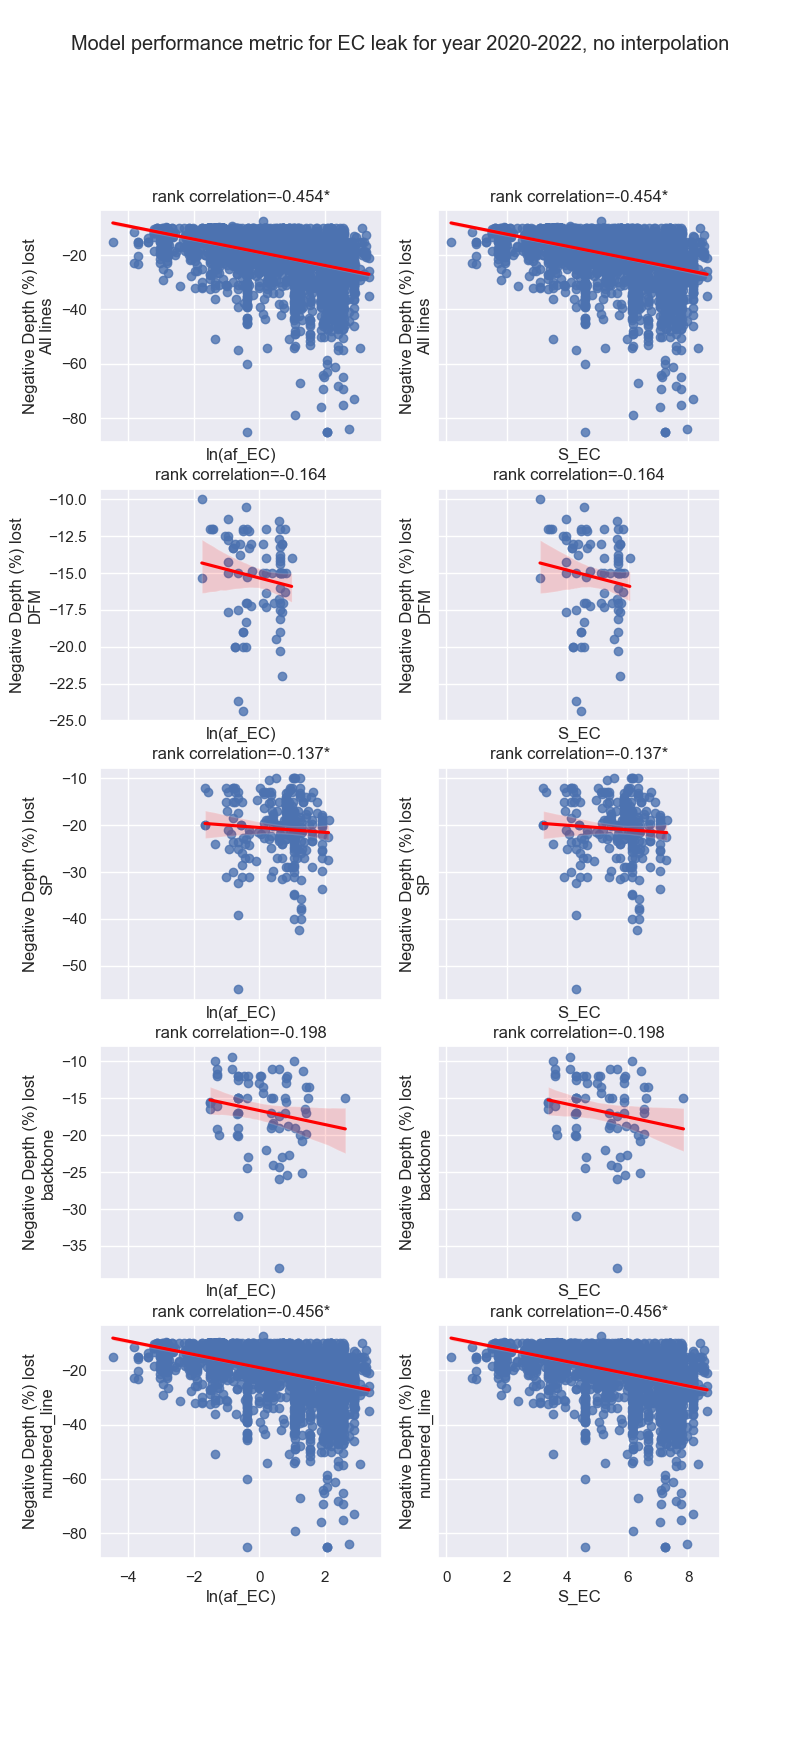 Model performance metric for EC leak for year 2020-2022, no interpolation
rank correlation=-0.454*
rank correlation=-0.454*
−20
−40
−60
−80
Negative Depth (%) lost
All lines
Negative Depth (%) lost
All lines
ln(af_EC)
S_EC
rank correlation=-0.164
rank correlation=-0.164
−10.0
−12.5
−15.0
−17.5
−20.0
−22.5
−25.0
Negative Depth (%) lost
DFM
Negative Depth (%) lost
DFM
ln(af_EC)
S_EC
rank correlation=-0.137*
rank correlation=-0.137*
−10
−20
−30
−40
−50
Negative Depth (%) lost
SP
Negative Depth (%) lost
SP
ln(af_EC)
S_EC
rank correlation=-0.198
rank correlation=-0.198
−10
−15
−20
−25
−30
−35
Negative Depth (%) lost
backbone
Negative Depth (%) lost
backbone
ln(af_EC)
S_EC
rank correlation=-0.456*
rank correlation=-0.456*
−20
−40
−60
−80
Negative Depth (%) lost
numbered_line
Negative Depth (%) lost
numbered_line
−4 −2 0 2
0 2 4 6 8
ln(af_EC)
S_EC